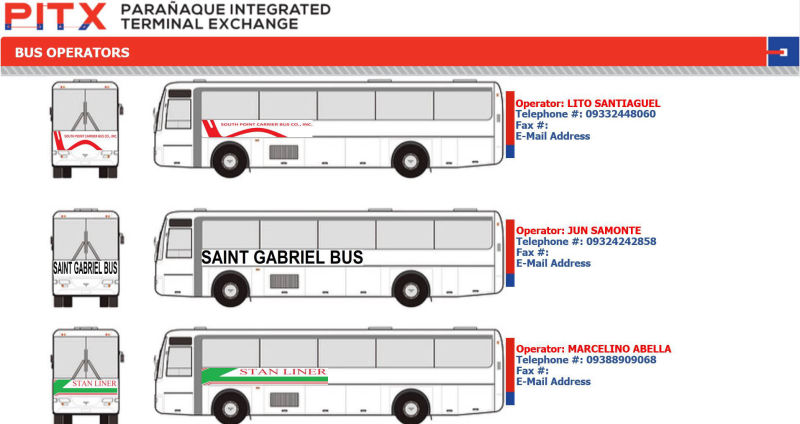 PITX PARAÑAQUE INTEGRATED
TERMINAL EXCHANGE
BUS OPERATORS
SOUTH POINT CARRIER BUS CO., INC.
SOUTH POINT CARRIER BUS CO., INC.
Operator: LITO SANTIAGUEL
Telephone #: 09332448060
Fax #:
E-Mail Address
SAINT GABRIEL BUS
SAINT GABRIEL BUS
Operator: JUN SAMONTE
Telephone #: 09324242858
Fax #:
E-Mail Address
STAN LINER
STAN LINER
Operator: MARCELINO ABELLA
Telephone #: 09388909068
Fax #:
E-Mail Address